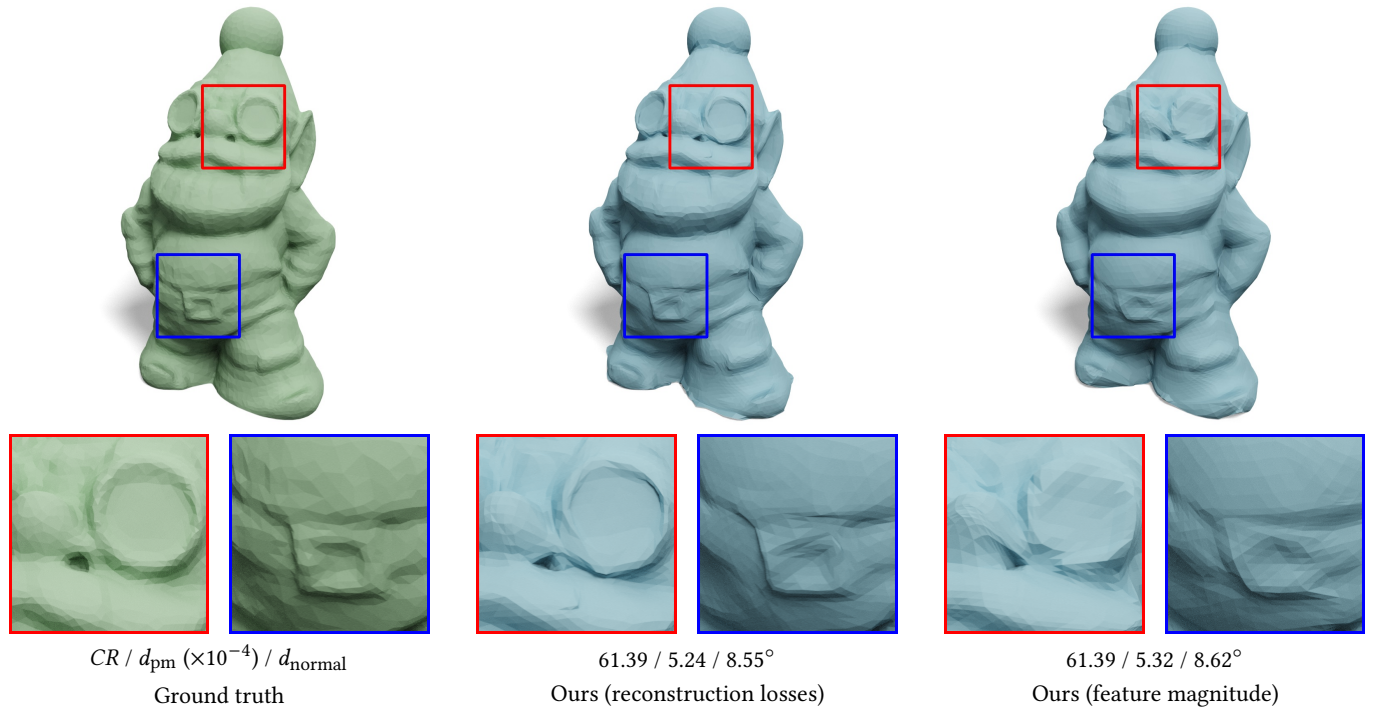 CR / d_pm (×10⁻⁴) / d_normal
61.39 / 5.24 / 8.55°
61.39 / 5.32 / 8.62°
Ground truth
Ours (reconstruction losses)
Ours (feature magnitude)